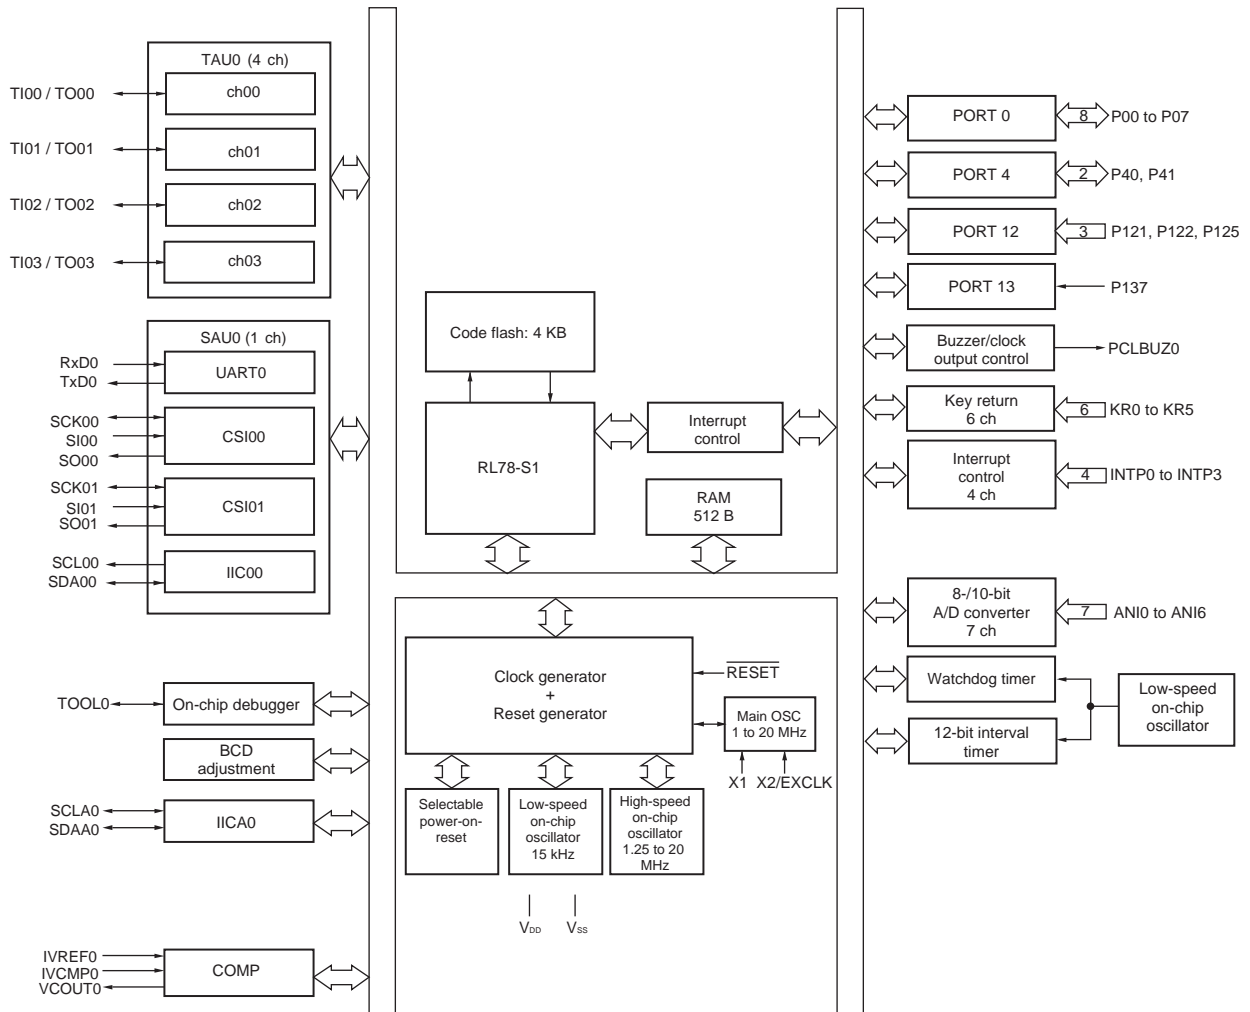 TAU0 (4 ch)
TI00 / TO00
ch00
TI01 / TO01
ch01
TI02 / TO02
ch02
TI03 / TO03
ch03
SAU0 (1 ch)
RxD0
TxD0
UART0
SCK00
SI00
SO00
CSI00
SCK01
SI01
SO01
CSI01
SCL00
SDA00
IIC00
TOOL0
On-chip debugger
BCD
adjustment
SCLA0
SDAA0
IICA0
IVREF0
IVCMP0
VCOUT0
COMP
Code flash: 4 KB
RL78-S1
Interrupt
control
RAM
512 B
Clock generator
+
Reset generator
RESET
Main OSC
1 to 20 MHz
X1
X2/EXCLK
Selectable
power-on-
reset
Low-speed
on-chip
oscillator
15 kHz
High-speed
on-chip
oscillator
1.25 to 20
MHz
VDD
VSS
PORT 0
8
P00 to P07
PORT 4
2
P40, P41
PORT 12
3
P121, P122, P125
PORT 13
P137
Buzzer/clock
output control
PCLBUZ0
Key return
6 ch
6
KR0 to KR5
Interrupt
control
4 ch
4
INTP0 to INTP3
8-/10-bit
A/D converter
7 ch
7
ANI0 to ANI6
Watchdog timer
12-bit interval
timer
Low-speed
on-chip
oscillator